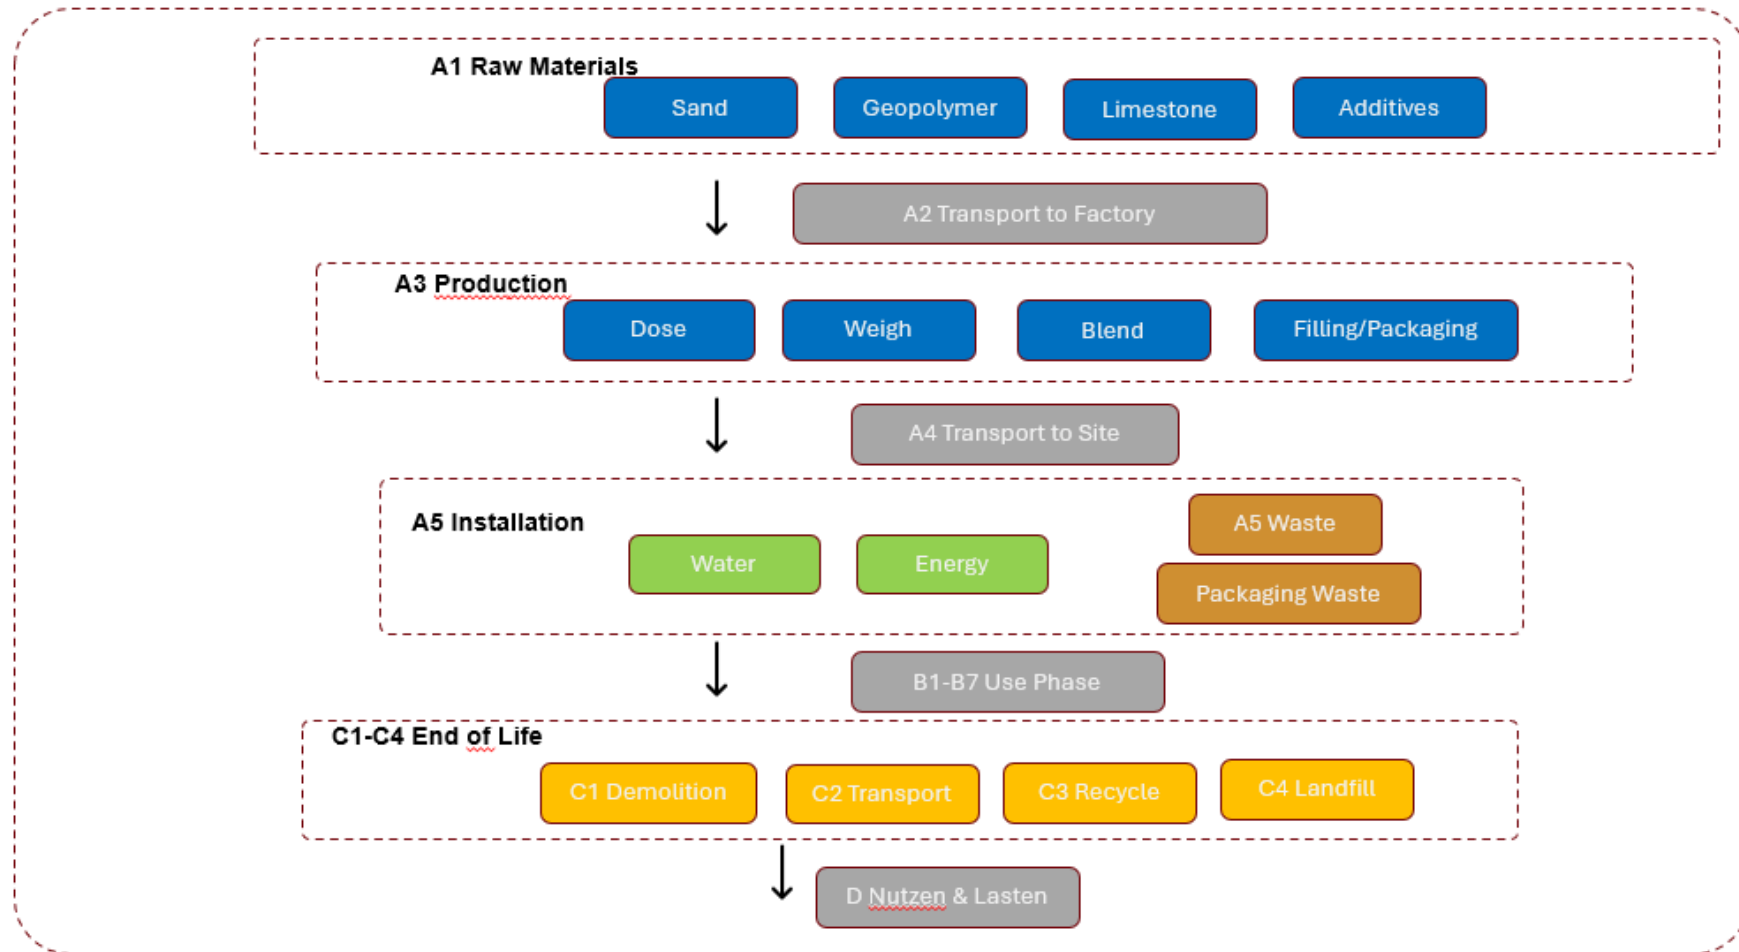 A1 Raw Materials
Sand
Geopolymer
Limestone
Additives
A2 Transport to Factory
A3 Production
Dose
Weigh
Blend
Filling/Packaging
A4 Transport to Site
A5 Installation
Water
Energy
A5 Waste
Packaging Waste
B1-B7 Use Phase
C1-C4 End of Life
C1 Demolition
C2 Transport
C3 Recycle
C4 Landfill
D Nutzen & Lasten